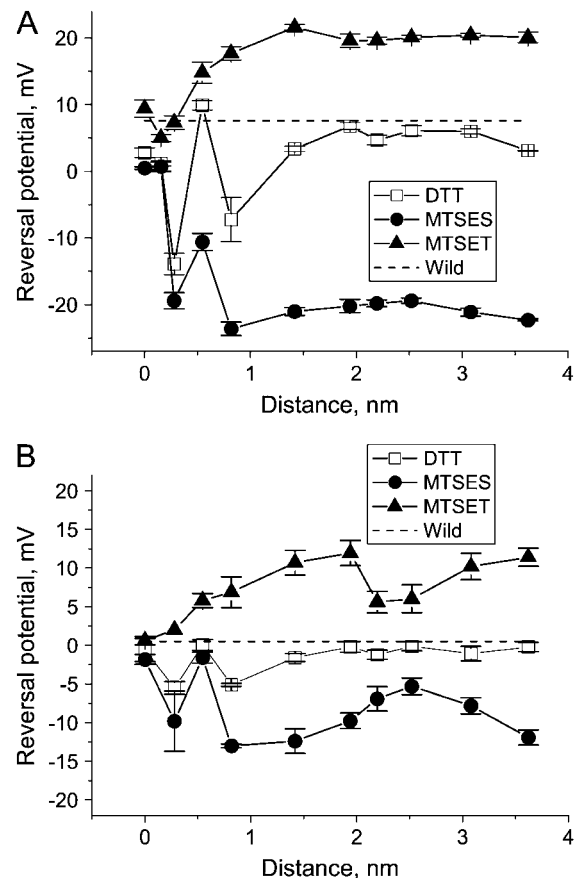 A
20
10
0
-10
-20
Reversal potential, mV
DTT
MTSES
MTSET
Wild
0 1 2 3 4
Distance, nm
B
DTT
MTSES
MTSET
Wild
20
15
10
5
0
-5
-10
-15
-20
Reversal potential, mV
0 1 2 3 4
Distance, nm